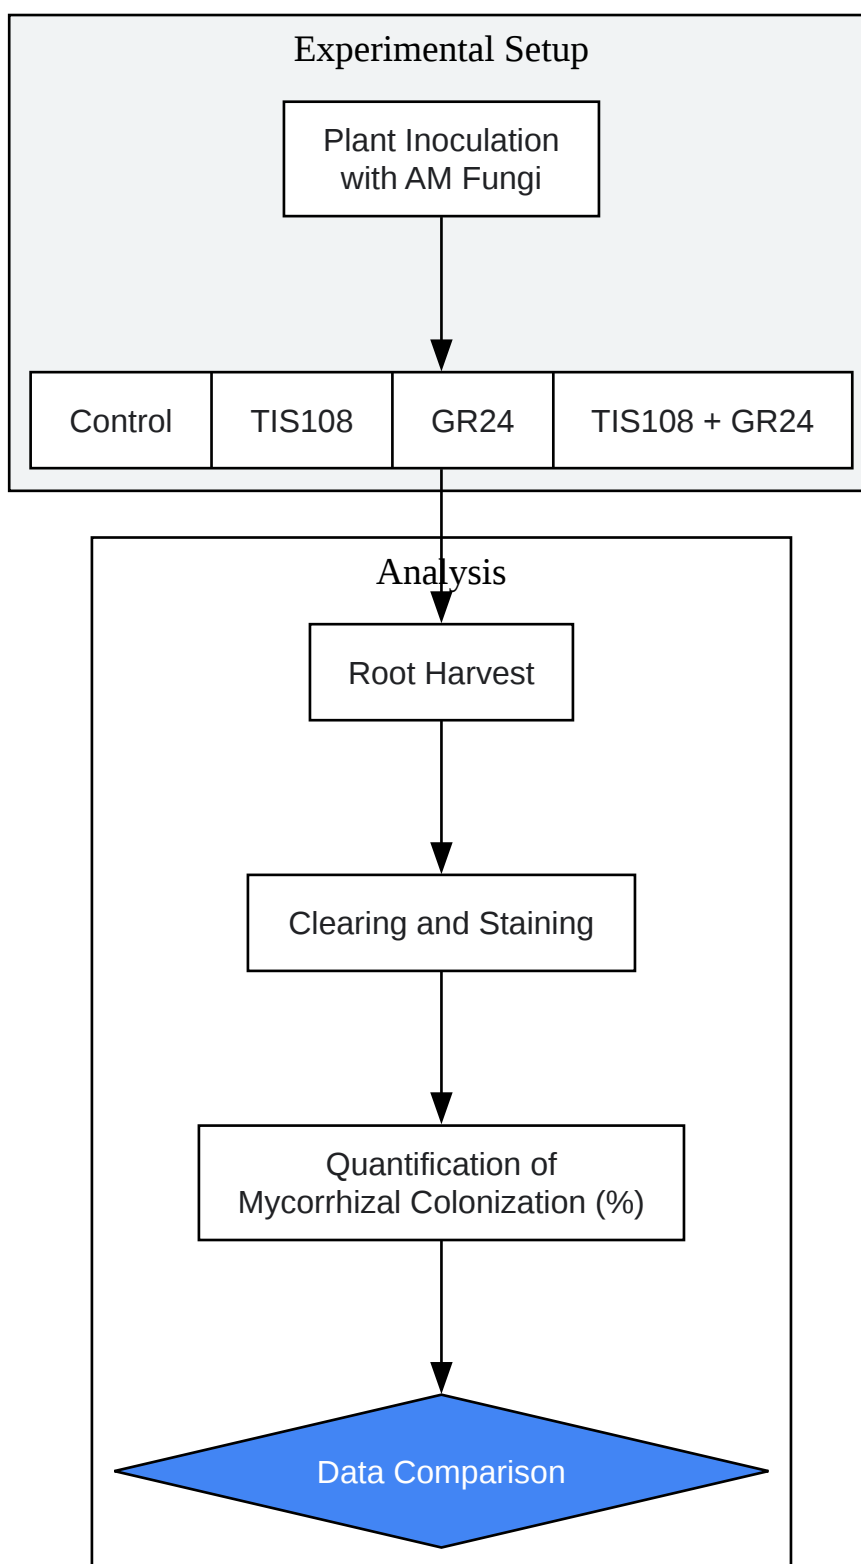 Experimental Setup
Plant Inoculation
with AM Fungi
Control TIS108 GR24 TIS108 + GR24
Analysis
Root Harvest
Clearing and Staining
Quantification of
Mycorrhizal Colonization (%)
Data Comparison